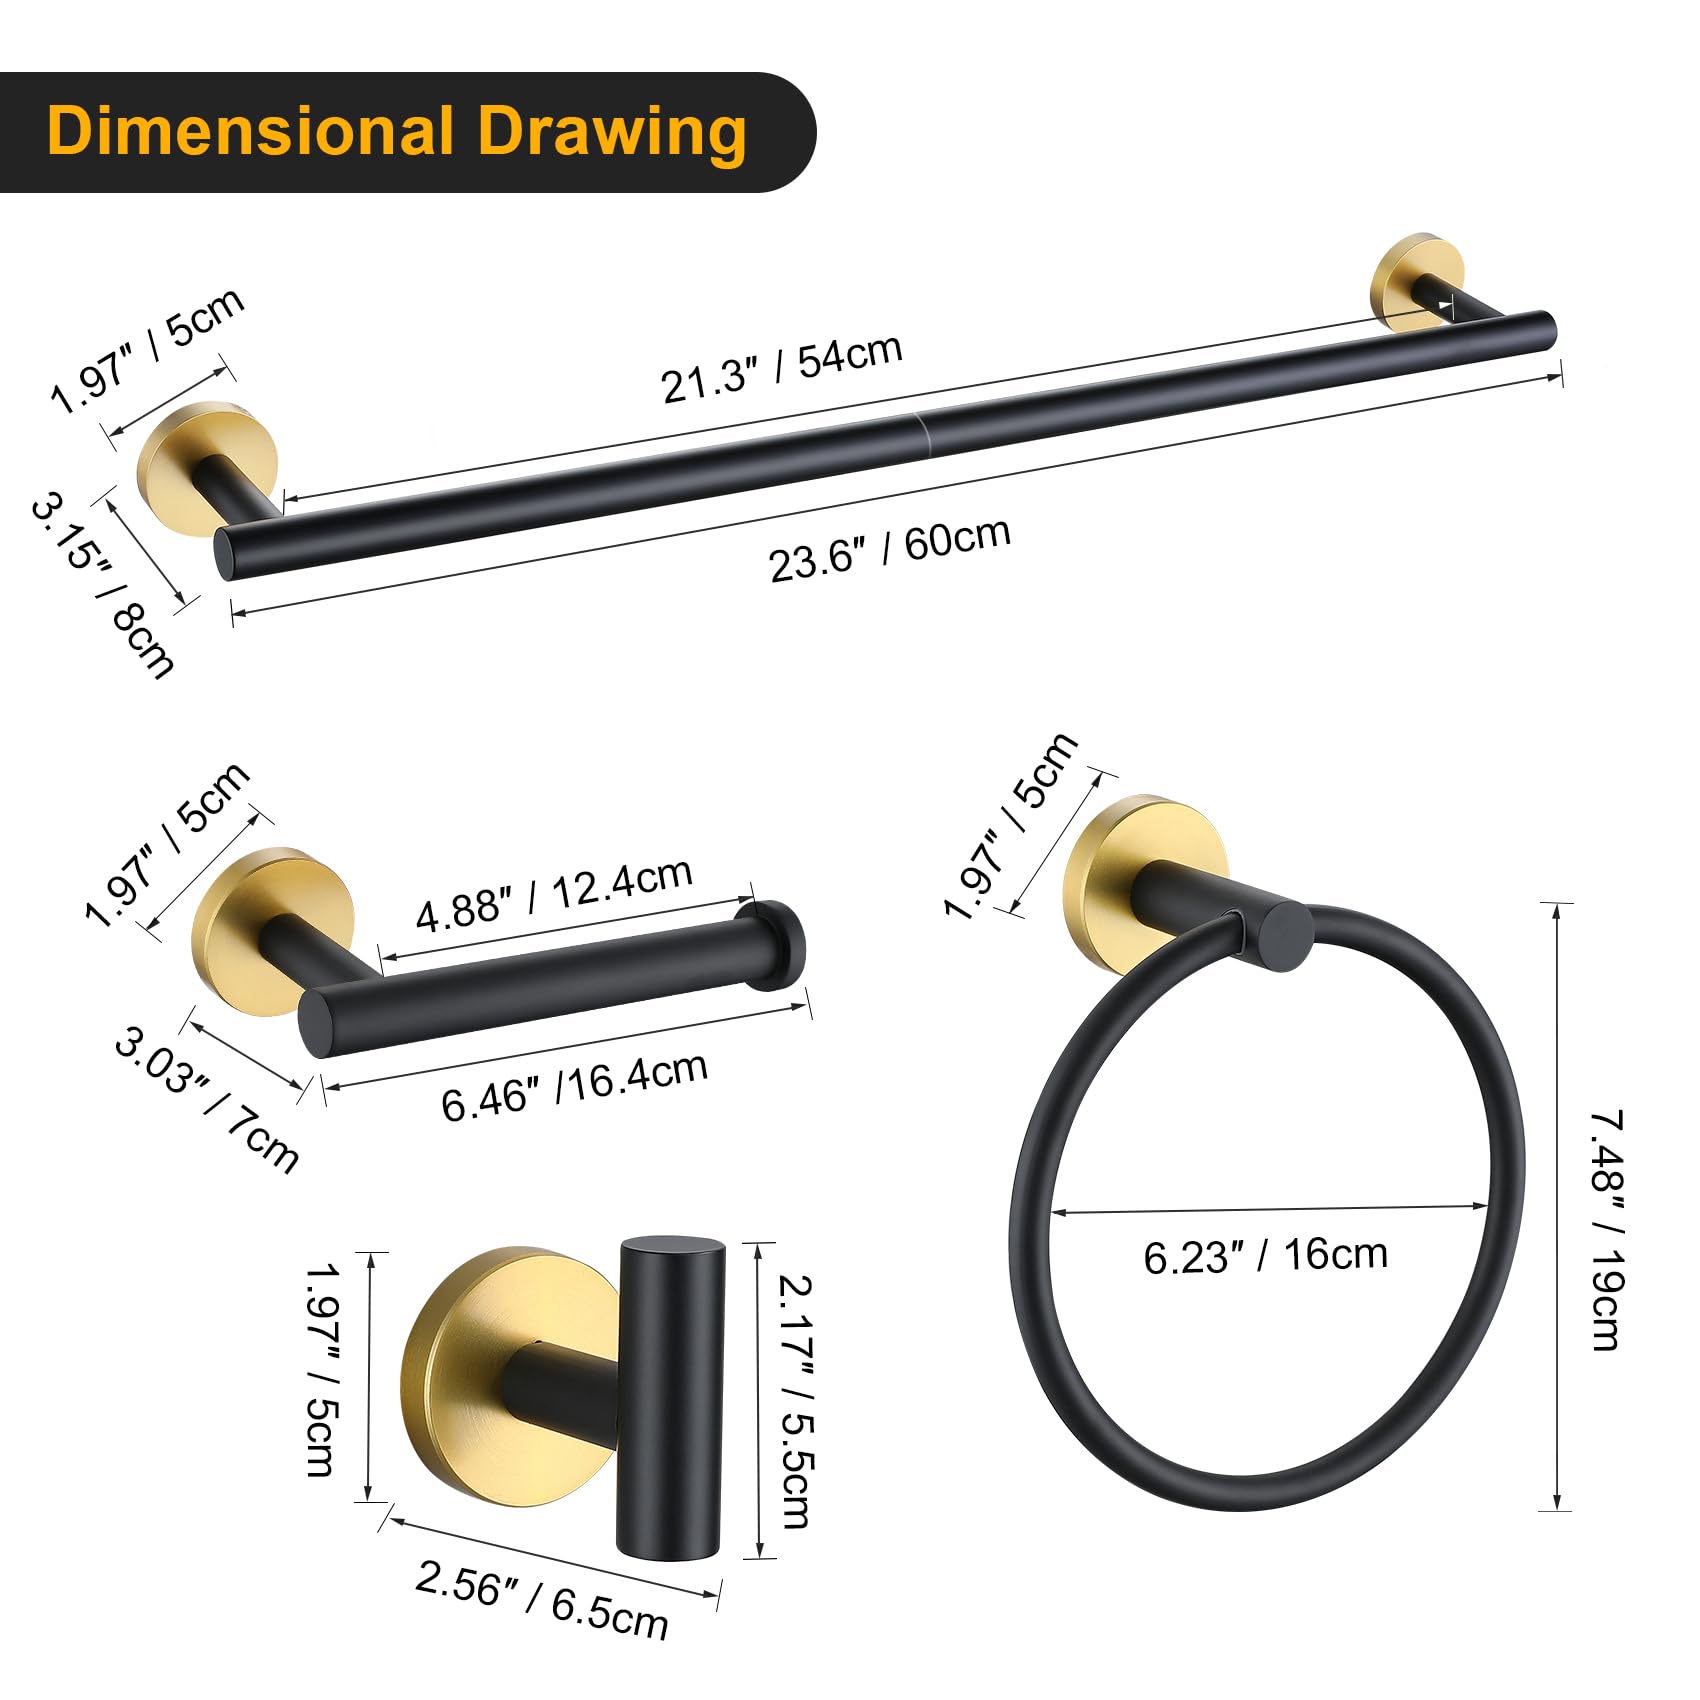 Dimensional Drawing
1.97" / 5cm
21.3" / 54cm
3.15" / 8cm
23.6" / 60cm
1.97" / 5cm
4.88" / 12.4cm
3.03" / 7cm
6.46" /16.4cm
1.97" / 5cm
7.48" / 19cm
6.23" / 16cm
1.97" / 5cm
2.17" / 5.5cm
2.56" / 6.5cm